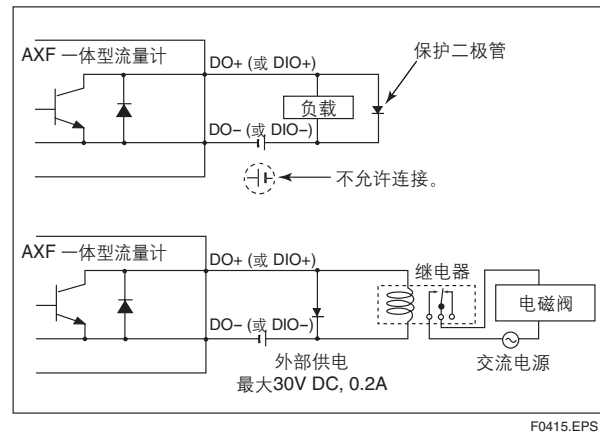 AXF 一体型流量计
DO+ (或 DIO+)
保护二极管
负载
DO– (或 DIO–)
不允许连接。
AXF 一体型流量计
DO+ (或 DIO+)
继电器
电磁阀
DO– (或 DIO–)
外部供电
最大30V DC, 0.2A
交流电源
F0415.EPS